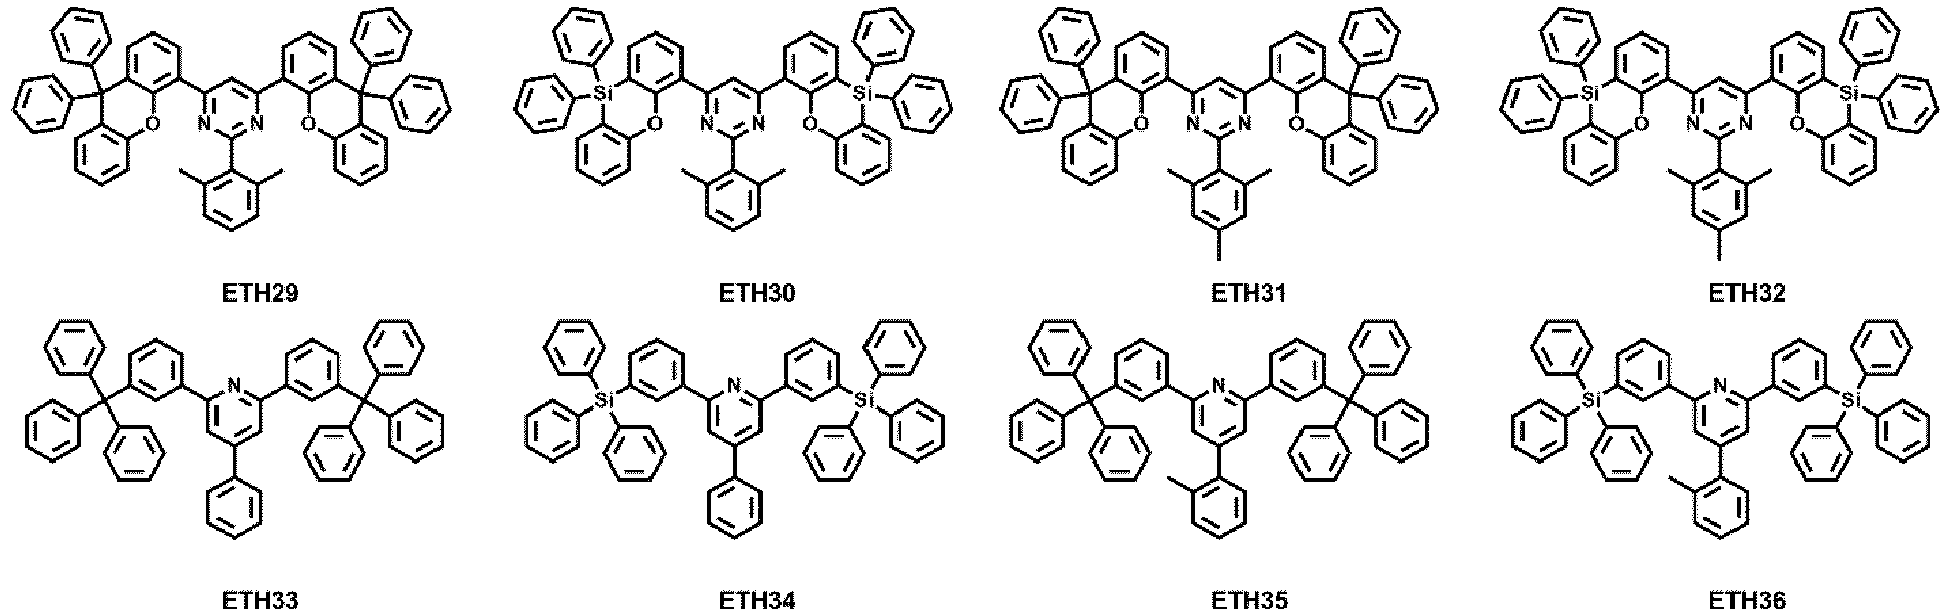 Si Si Si Si
N N N N N N N N
O O O O O O O O
ETH29 ETH30 ETH31 ETH32
N N N N
Si Si Si Si
ETH33 ETH34 ETH35 ETH36